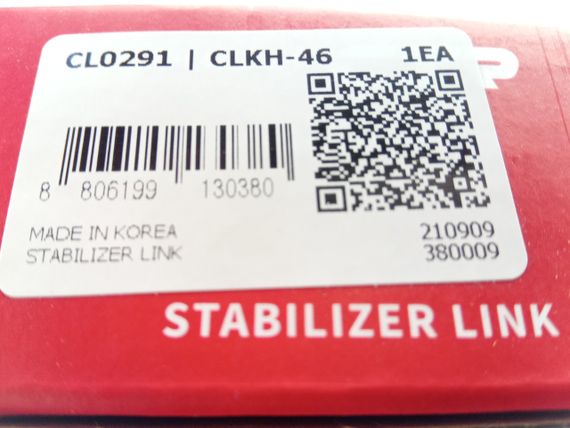 CL0291 | CLKH-46 1EA
8 806199 130380
MADE IN KOREA
STABILIZER LINK
210909
380009
STABILIZER LINK